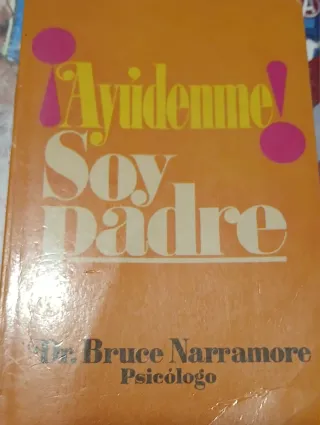 ¡Ayúdenme!
Soy
padre
Dr. Bruce Narramore
Psicólogo